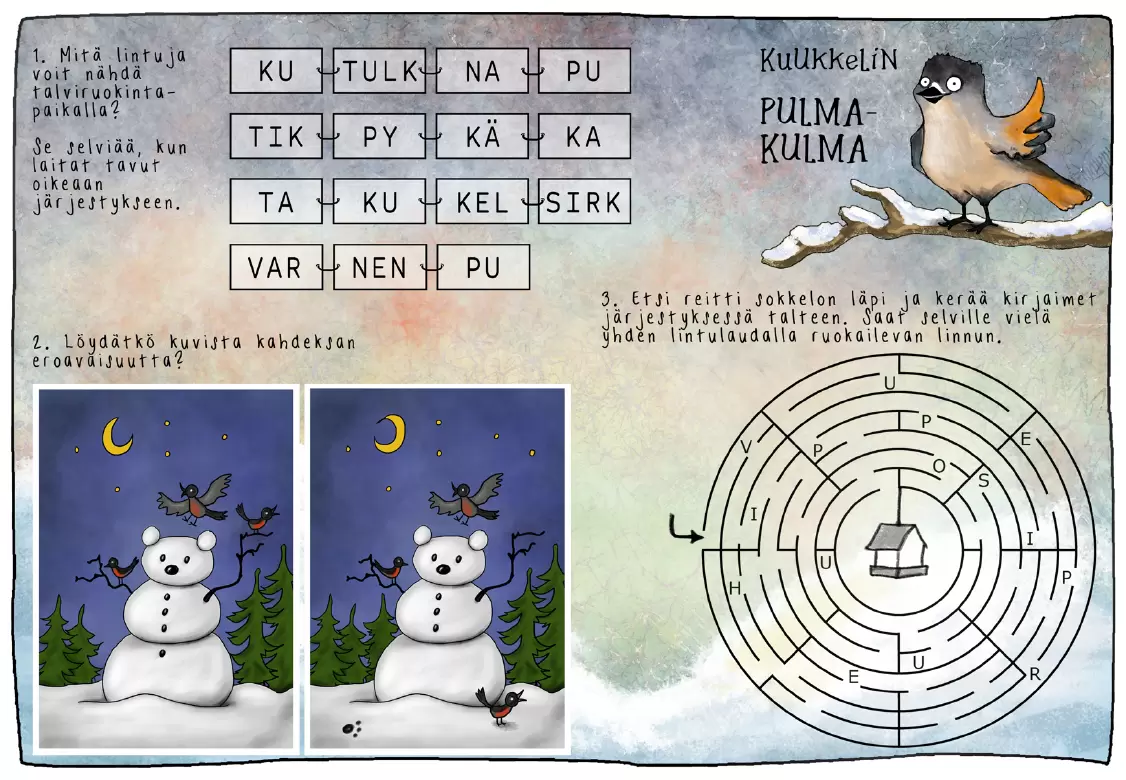 1. Mitä lintuja
voit nähdä
talviruokinta-
paikalla?
Se selviää, kun
laitat tavut
oikeaan
järjestykseen.
KU TULK NA PU
TIK PY KÄ KA
TA KU KEL SIRK
VAR NEN PU
KUUKKELIN
PULMA-
KULMA
2. Löydätkö kuvista kahdeksan
eroavaisuutta?
3. Etsi reitti sokkelon läpi ja kerää kirjaimet
järjestyksessä talteen. Saat selville vielä
yhden lintulaudalla ruokailevan linnun.
U
P
V P E
O S
I I
U P
H
U
E R